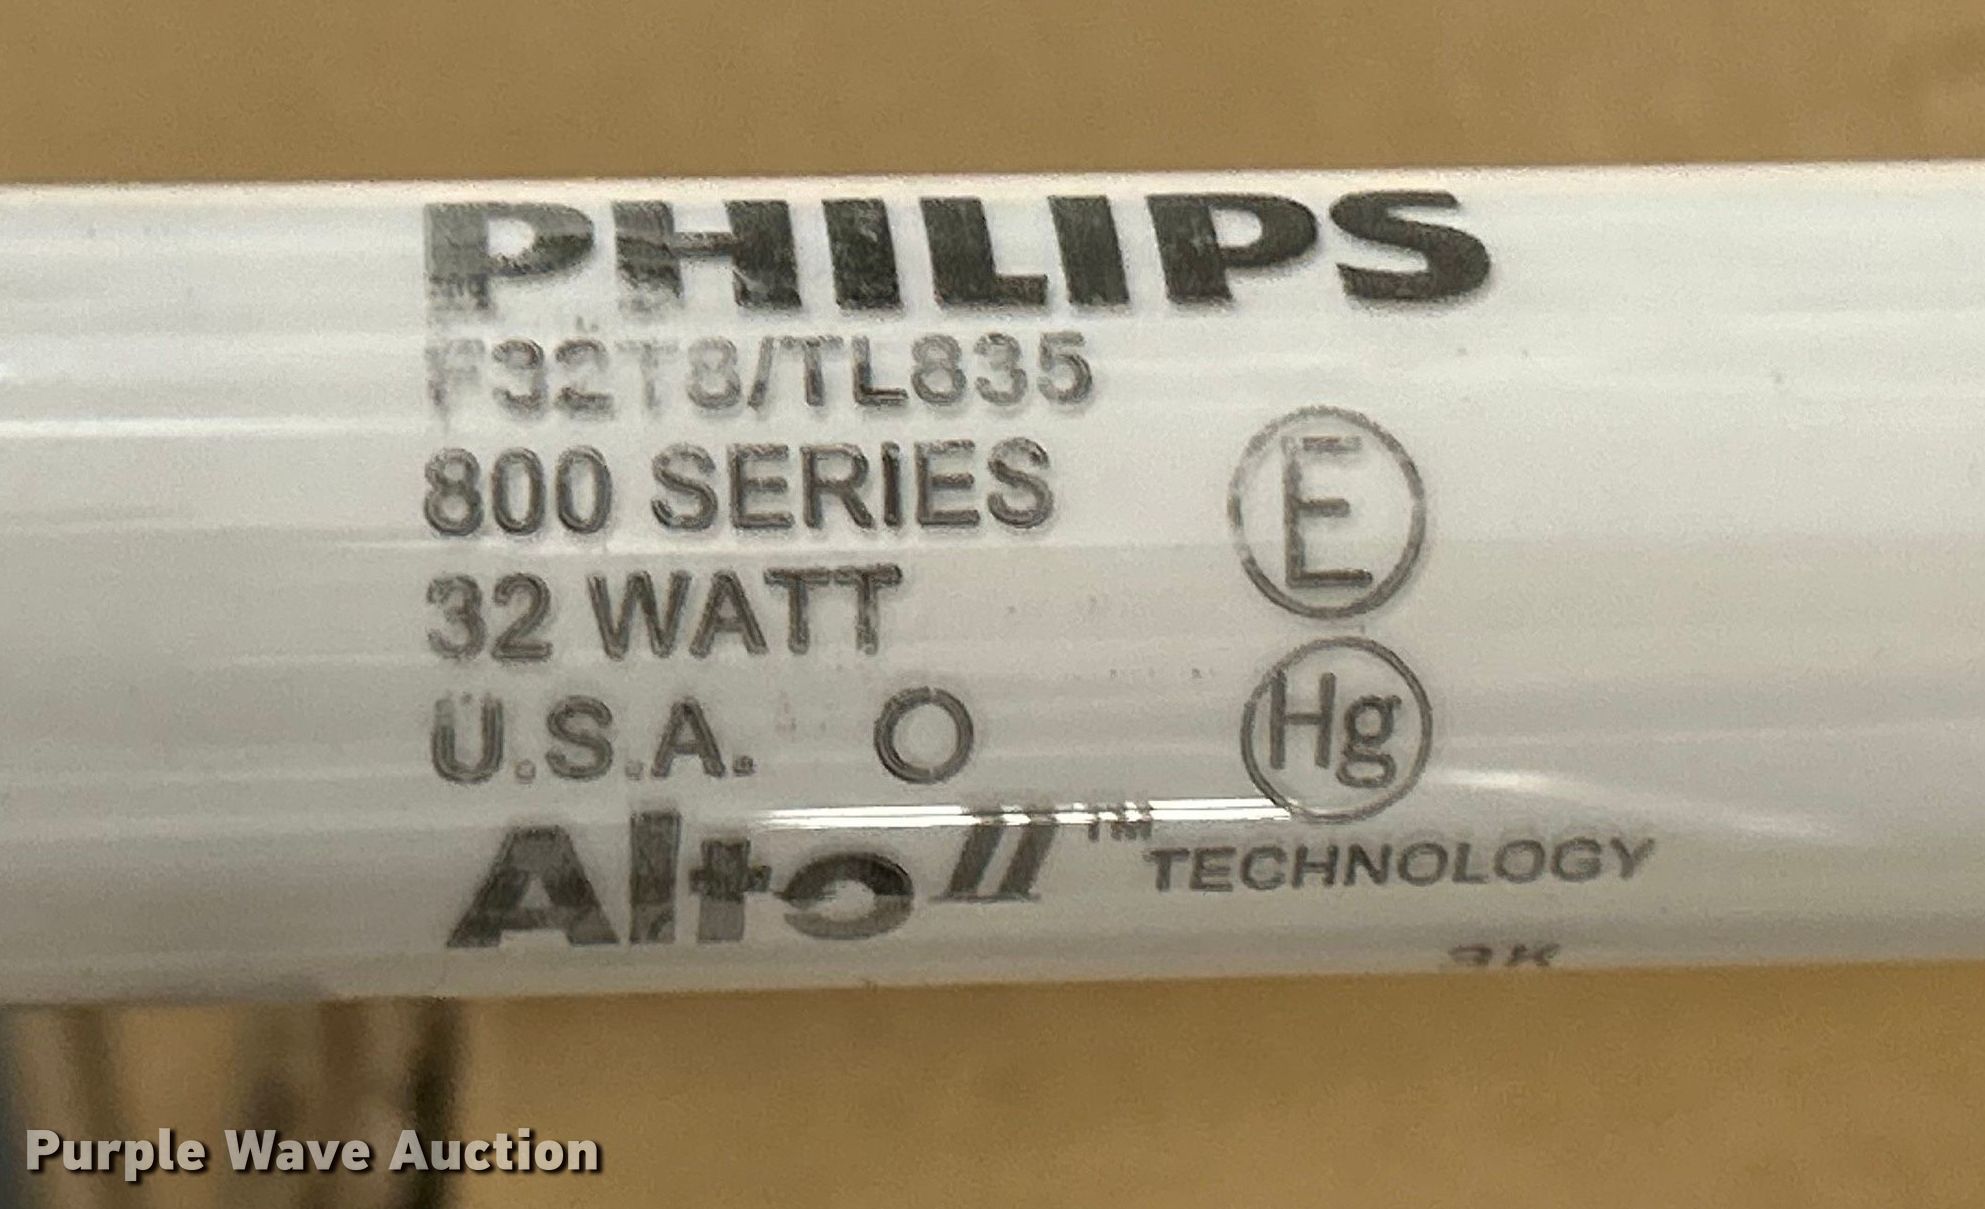 PHILIPS
F32T8/TL835
800 SERIES
E
32 WATT
U.S.A. O
Hg
Alto II™ TECHNOLOGY
Purple Wave Auction